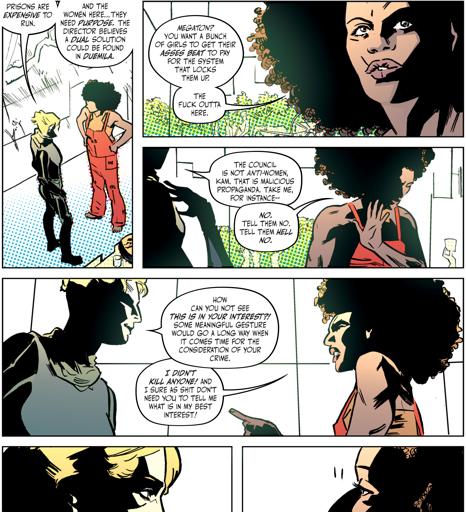 PRISONS ARE
EXPENSIVE TO
RUN.
AND THE
WOMEN HERE...THEY
NEED PURPOSE. THE
DIRECTOR BELIEVES
A DUAL SOLUTION
COULD BE FOUND
IN DUEMILA.
MEGATON?
YOU WANT A BUNCH
OF GIRLS TO GET THEIR
ASSES BEAT TO PAY
FOR THE SYSTEM
THAT LOCKS
THEM UP.
THE
FUCK OUTTA
HERE.
THE COUNCIL
IS NOT ANTI-WOMEN,
KAM. THAT IS MALICIOUS
PROPAGANDA. TAKE ME,
FOR INSTANCE--
NO.
TELL THEM NO.
TELL THEM HELL
NO.
HOW
CAN YOU NOT SEE
THIS IS IN YOUR INTEREST?!
SOME MEANINGFUL GESTURE
WOULD GO A LONG WAY WHEN
IT COMES TIME FOR THE
CONSIDERATION OF YOUR
CRIME.
I DIDN'T
KILL ANYONE! AND
I SURE AS SHIT DON'T
NEED YOU TO TELL ME
WHAT IS IN MY BEST
INTEREST!